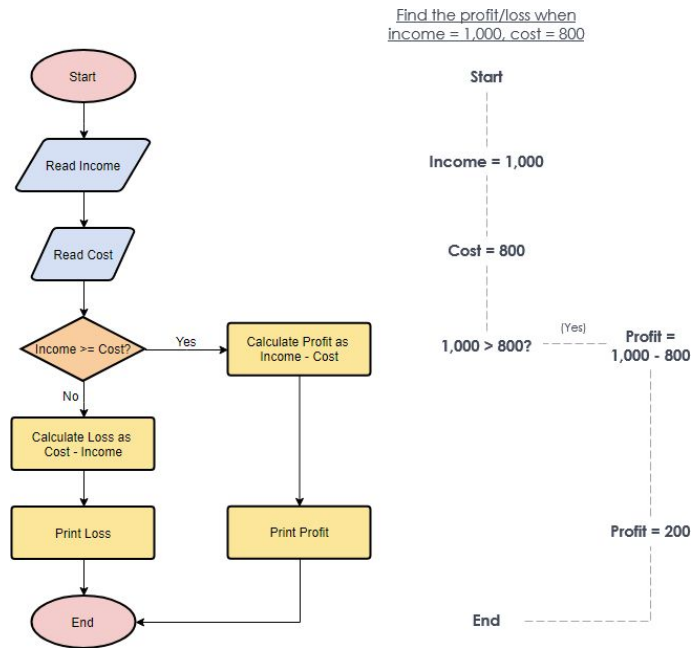 Find the profit/loss when
income = 1,000, cost = 800
Start
Read Income
Read Cost
Income >= Cost?
Yes
No
Calculate Profit as
Income - Cost
Calculate Loss as
Cost - Income
Print Loss
Print Profit
End
Start
Income = 1,000
Cost = 800
1,000 > 800?
(Yes)
Profit =
1,000 - 800
Profit = 200
End